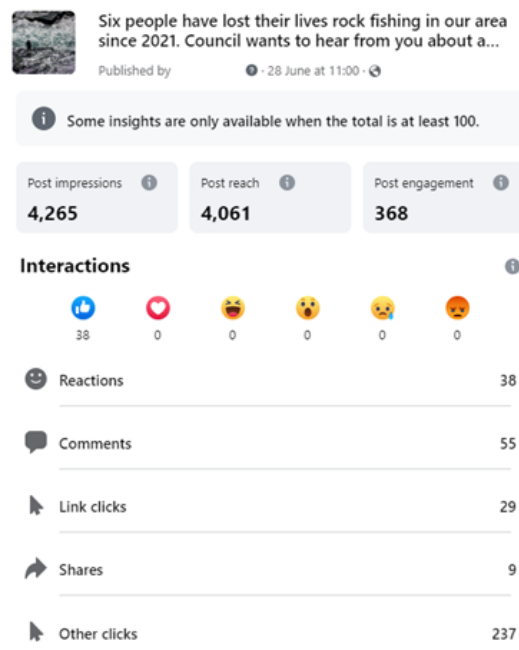 Six people have lost their lives rock fishing in our area
since 2021. Council wants to hear from you about a...
Published by · 28 June at 11:00 ·
Some insights are only available when the total is at least 100.
Post impressions Post reach Post engagement
4,265 4,061 368
Interactions
38 0 0 0 0 0
Reactions 38
Comments 55
Link clicks 29
Shares 9
Other clicks 237